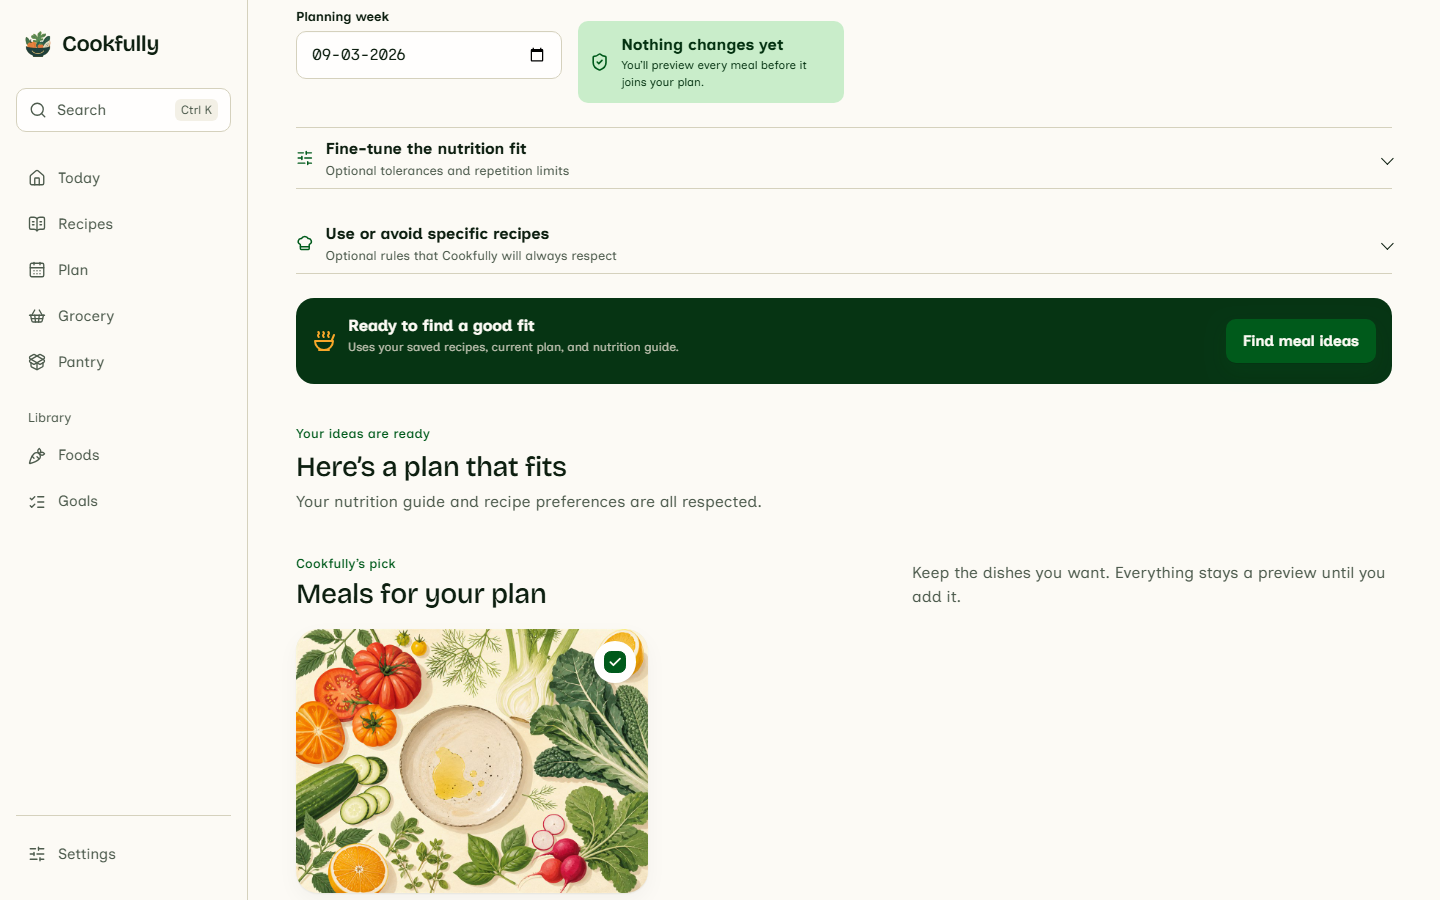 Cookfully
Search Ctrl K
Today
Recipes
Plan
Grocery
Pantry
Library
Foods
Goals
Settings
Planning week
09-03-2026
Nothing changes yet
You'll preview every meal before it
joins your plan.
Fine-tune the nutrition fit
Optional tolerances and repetition limits
Use or avoid specific recipes
Optional rules that Cookfully will always respect
Ready to find a good fit
Uses your saved recipes, current plan, and nutrition guide.
Find meal ideas
Your ideas are ready
Here's a plan that fits
Your nutrition guide and recipe preferences are all respected.
Cookfully's pick
Meals for your plan
Keep the dishes you want. Everything stays a preview until you
add it.